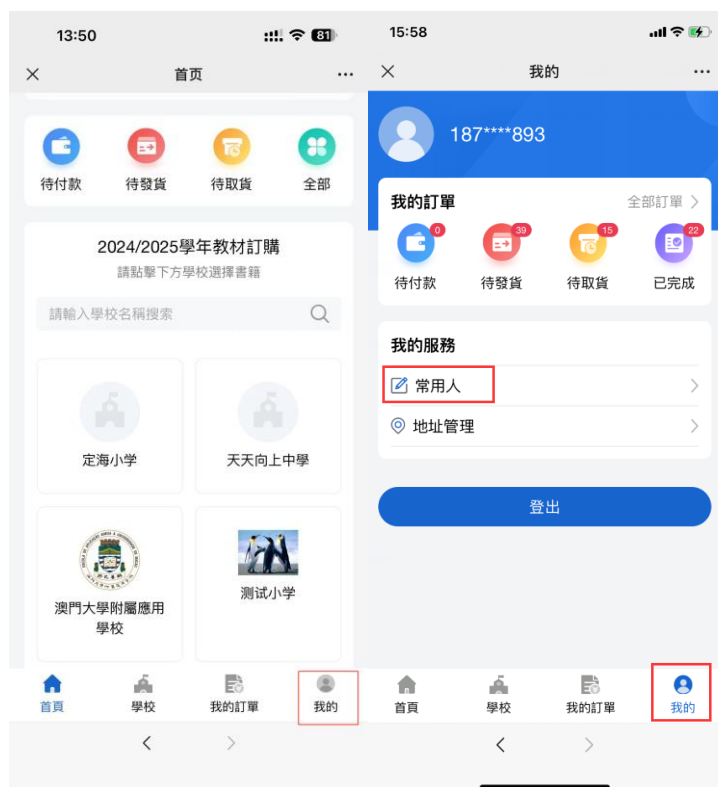 13:50
81
首页
待付款
待發貨
待取貨
全部
2024/2025學年教材訂購
請點擊下方學校選擇書籍
請輸入學校名稱搜索
定海小学
天天向上中學
澳門大學附屬應用
學校
测试小学
首頁
學校
我的訂單
我的
15:58
我的
187****893
我的訂單
全部訂單
0
39
15
22
待付款
待發貨
待取貨
已完成
我的服務
常用人
地址管理
登出
首頁
學校
我的訂單
我的